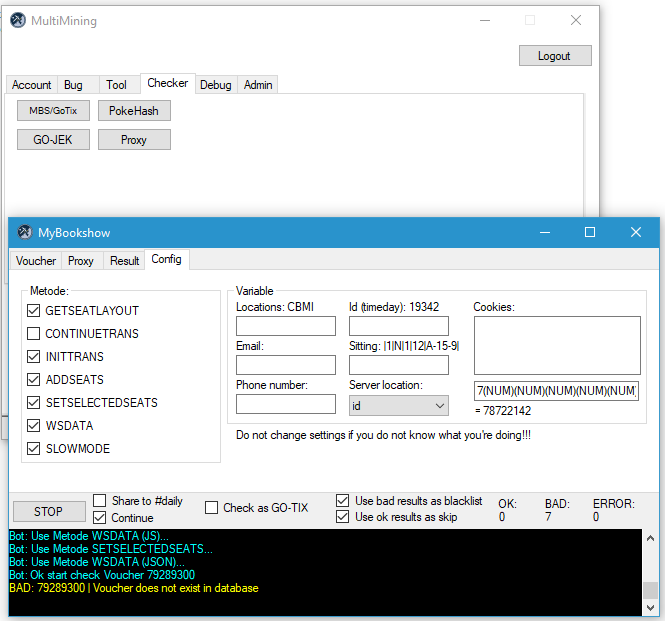 MultiMining
Logout
Account Bug Tool Checker Debug Admin
MBS/GoTix PokeHash
GO-JEK Proxy
MyBookshow
Voucher Proxy Result Config
Metode:
GETSEATLAYOUT
CONTINUETRANS
INITTRANS
ADDSEATS
SETSELECTEDSEATS
WSDATA
SLOWMODE
Variable
Locations: CBMI Id (timeday): 19342 Cookies:
Email: Sitting: |1|N|1|12|A-15-9|
Phone number: Server location:
id
7(NUM)(NUM)(NUM)(NUM)(NUM)
= 78722142
Do not change settings if you do not know what you're doing!!!
STOP
Share to #daily
Continue
Check as GO-TIX
Use bad results as blacklist
Use ok results as skip
OK: BAD: ERROR:
0 7 0
Bot: Use Metode WSDATA (JS)...
Bot: Use Metode SETSELECTEDSEATS...
Bot: Use Metode WSDATA (JSON)...
Bot: Ok start check Voucher 79289300
BAD: 79289300 | Voucher does not exist in database